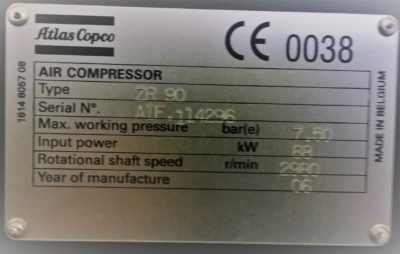 Atlas Copco
CE 0038
AIR COMPRESSOR
Type ZR 90
Serial N°. AIF.114296
Max. working pressure bar(e) 7,50
Input power kW 88
Rotational shaft speed r/min 2980
Year of manufacture 06
1614 8057 08
MADE IN BELGIUM